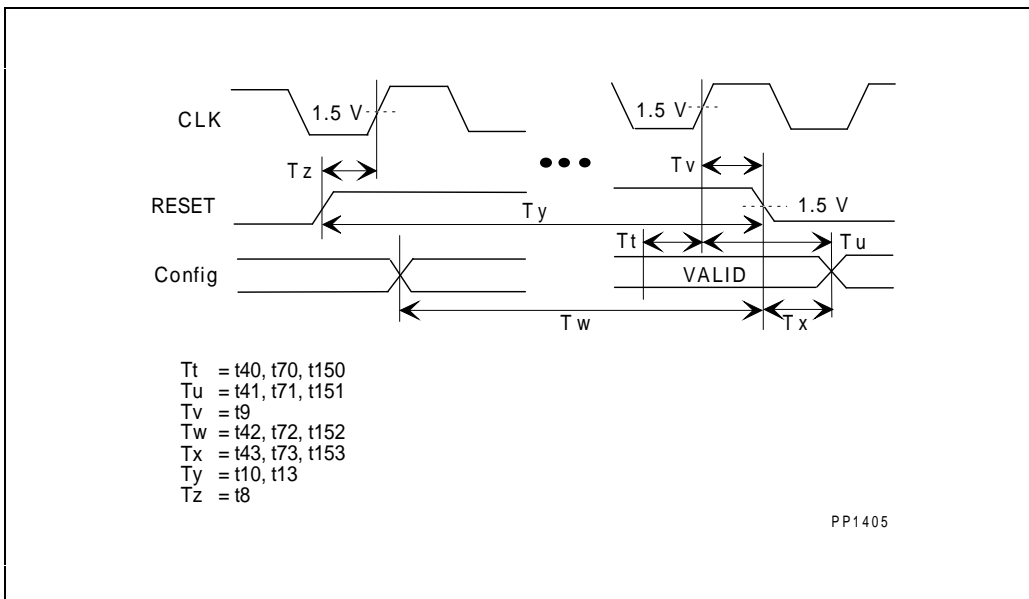 CLK
1.5 V
1.5 V
Tz
Tv
RESET
Ty
1.5 V
Tt
Tu
Config
VALID
Tw
Tx
Tt = t40, t70, t150
Tu = t41, t71, t151
Tv = t9
Tw = t42, t72, t152
Tx = t43, t73, t153
Ty = t10, t13
Tz = t8
PP1405